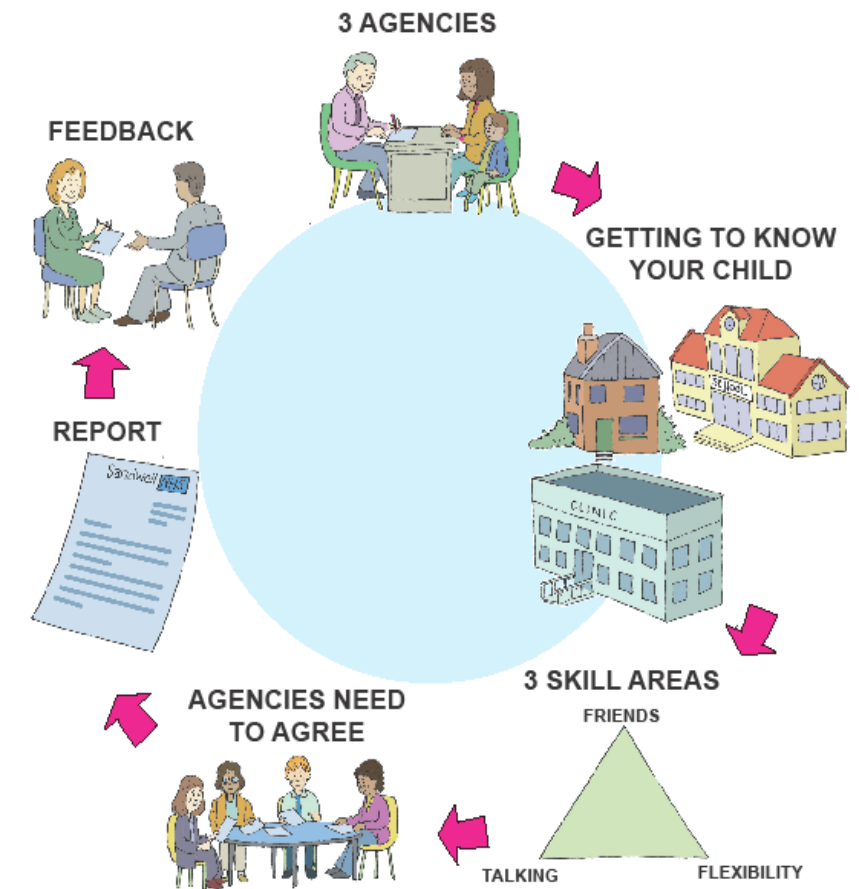 3 AGENCIES
FEEDBACK
GETTING TO KNOW
YOUR CHILD
SCHOOL
CLINIC
3 SKILL AREAS
FRIENDS
TALKING
FLEXIBILITY
AGENCIES NEED
TO AGREE
REPORT
Sandwell NHS